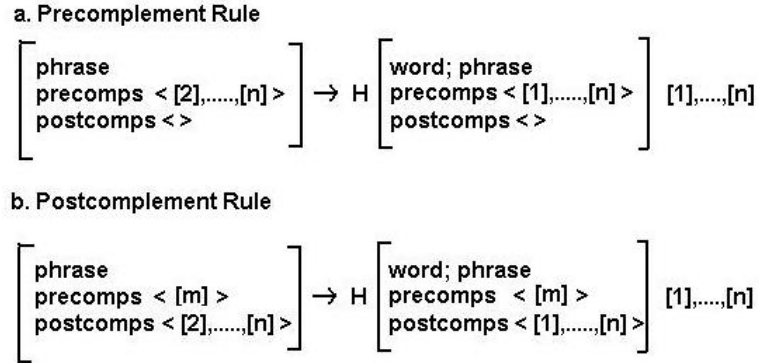 a. Precomplement Rule
phrase
precomps < [2],.....,[n] >
postcomps < >
→ H
word; phrase
precomps < [1],.....,[n] >
postcomps < >
[1],....,[n]
b. Postcomplement Rule
phrase
precomps < [m] >
postcomps < [2],.....,[n] >
→ H
word; phrase
precomps < [m] >
postcomps < [1],.....,[n] >
[1],....,[n]